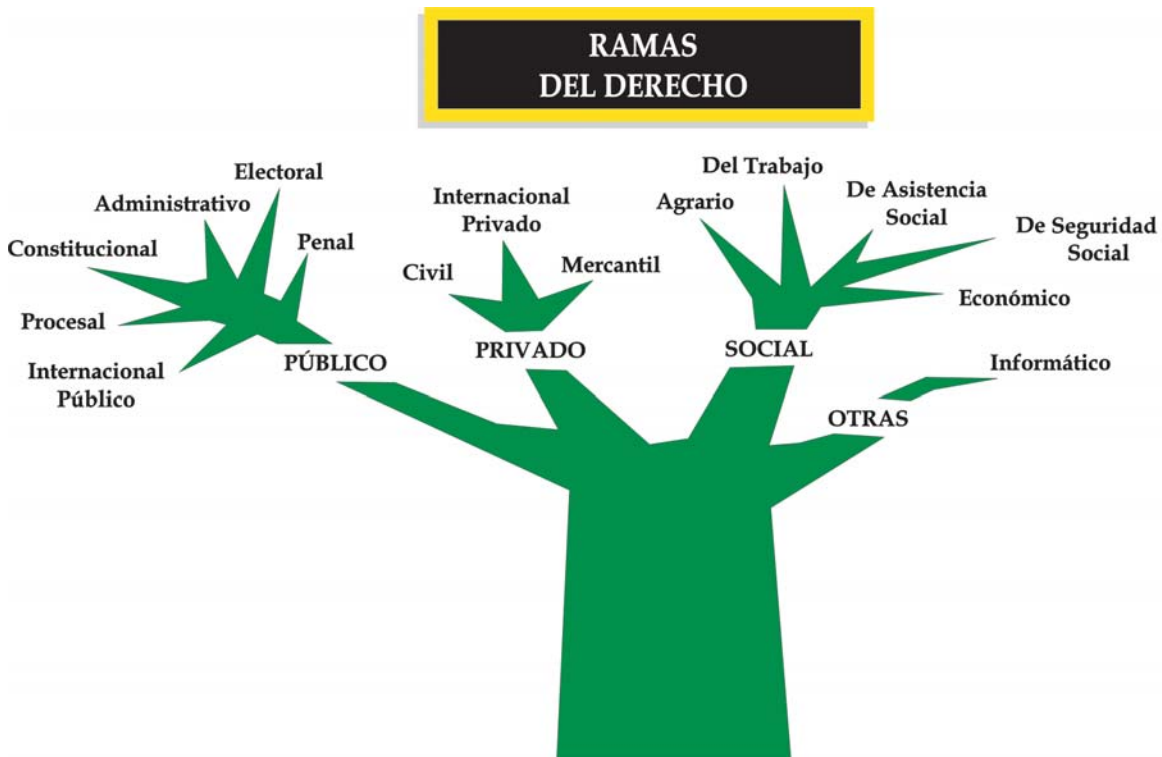 RAMAS
DEL DERECHO
Electoral
Administrativo
Constitucional
Penal
Procesal
Internacional
Público
PÚBLICO
Internacional
Privado
Civil
Mercantil
PRIVADO
Del Trabajo
Agrario
De Asistencia
Social
De Seguridad
Social
Económico
SOCIAL
Informático
OTRAS